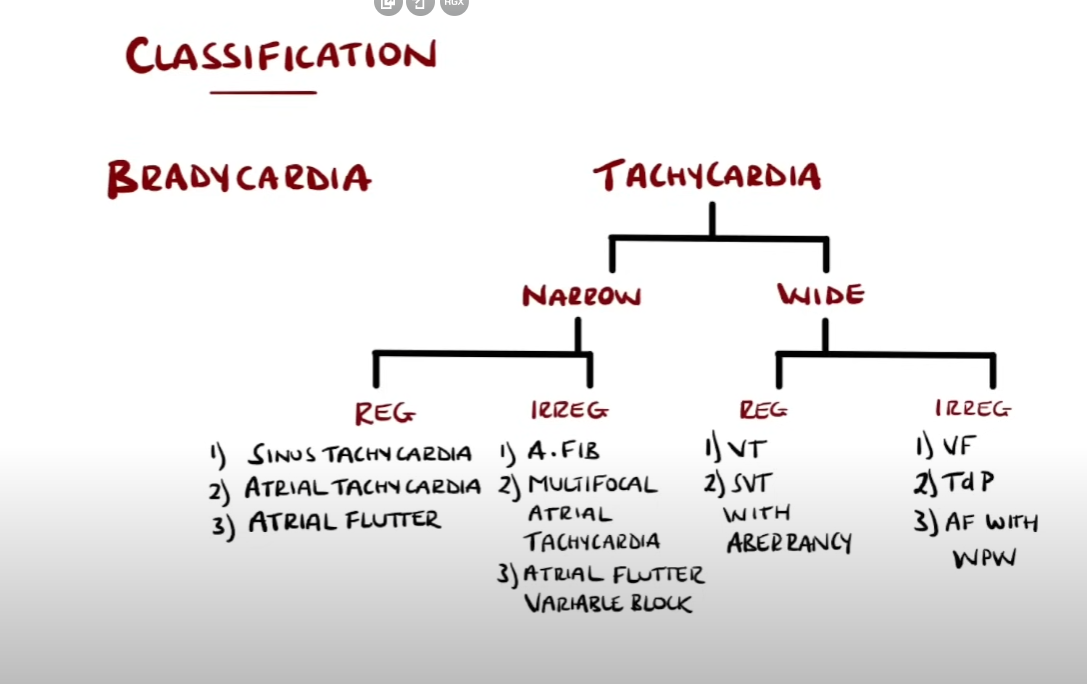 HGX
CLASSIFICATION
BRADYCARDIA
TACHYCARDIA
NARROW
WIDE
REG
1) SINUS TACHYCARDIA
2) ATRIAL TACHYCARDIA
3) ATRIAL FLUTTER
IRREG
1) A.FIB
2) MULTIFOCAL
ATRIAL
TACHYCARDIA
3) ATRIAL FLUTTER
VARIABLE BLOCK
REG
1) VT
2) SVT
WITH
ABERRANCY
IRREG
1) VF
2) TdP
3) AF WITH
WPW